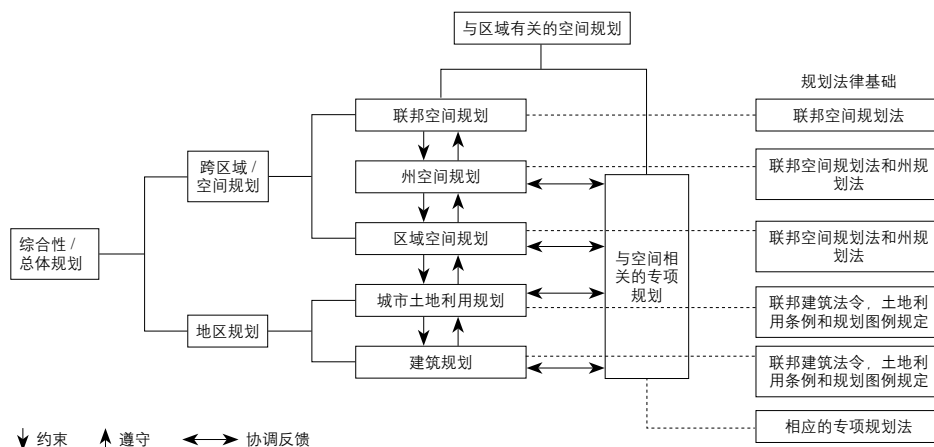 与区域有关的空间规划
规划法律基础
联邦空间规划
联邦空间规划法
跨区域/
空间规划
州空间规划
联邦空间规划法和州规
划法
综合性/
总体规划
区域空间规划
与空间相
关的专项
规划
联邦空间规划法和州规
划法
地区规划
城市土地利用规划
联邦建筑法令，土地利
用条例和规划图例规定
建筑规划
联邦建筑法令，土地利
用条例和规划图例规定
相应的专项规划法
约束 遵守 协调反馈